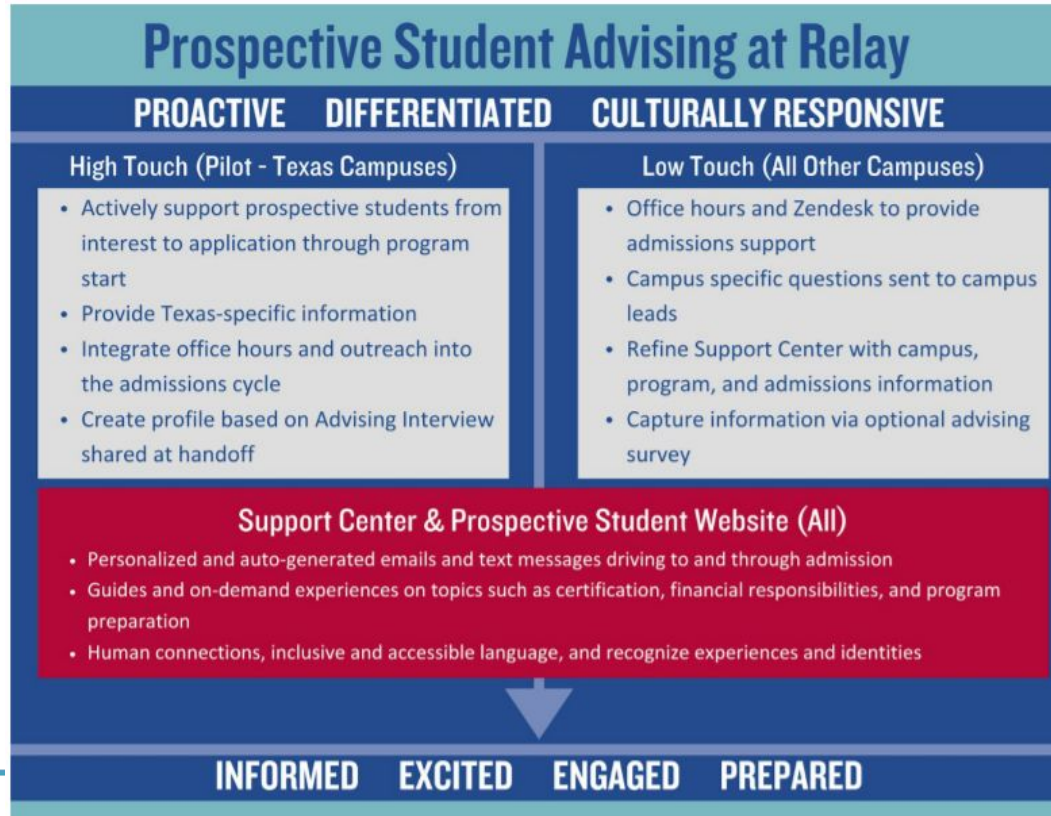 Prospective Student Advising at Relay
PROACTIVE DIFFERENTIATED CULTURALLY RESPONSIVE
High Touch (Pilot - Texas Campuses)
• Actively support prospective students from
interest to application through program
start
• Provide Texas-specific information
• Integrate office hours and outreach into
the admissions cycle
• Create profile based on Advising Interview
shared at handoff
Low Touch (All Other Campuses)
• Office hours and Zendesk to provide
admissions support
• Campus specific questions sent to campus
leads
• Refine Support Center with campus,
program, and admissions information
• Capture information via optional advising
survey
Support Center & Prospective Student Website (All)
• Personalized and auto-generated emails and text messages driving to and through admission
• Guides and on-demand experiences on topics such as certification, financial responsibilities, and program
preparation
• Human connections, inclusive and accessible language, and recognize experiences and identities
INFORMED EXCITED ENGAGED PREPARED